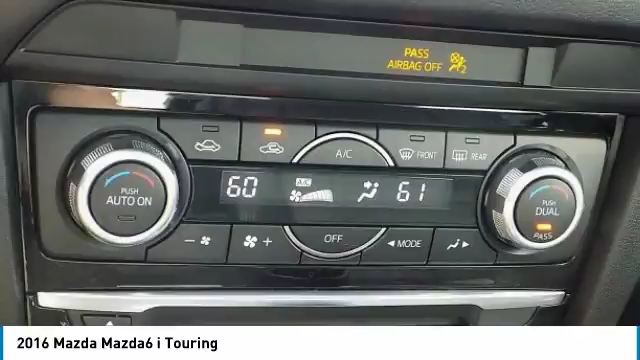 PASS
AIRBAG OFF 2
A/C
FRONT
REAR
PUSH
AUTO ON
60
A/C
61
PUSH
DUAL
PASS
- +
OFF
◄ MODE ►
2016 Mazda Mazda6 i Touring